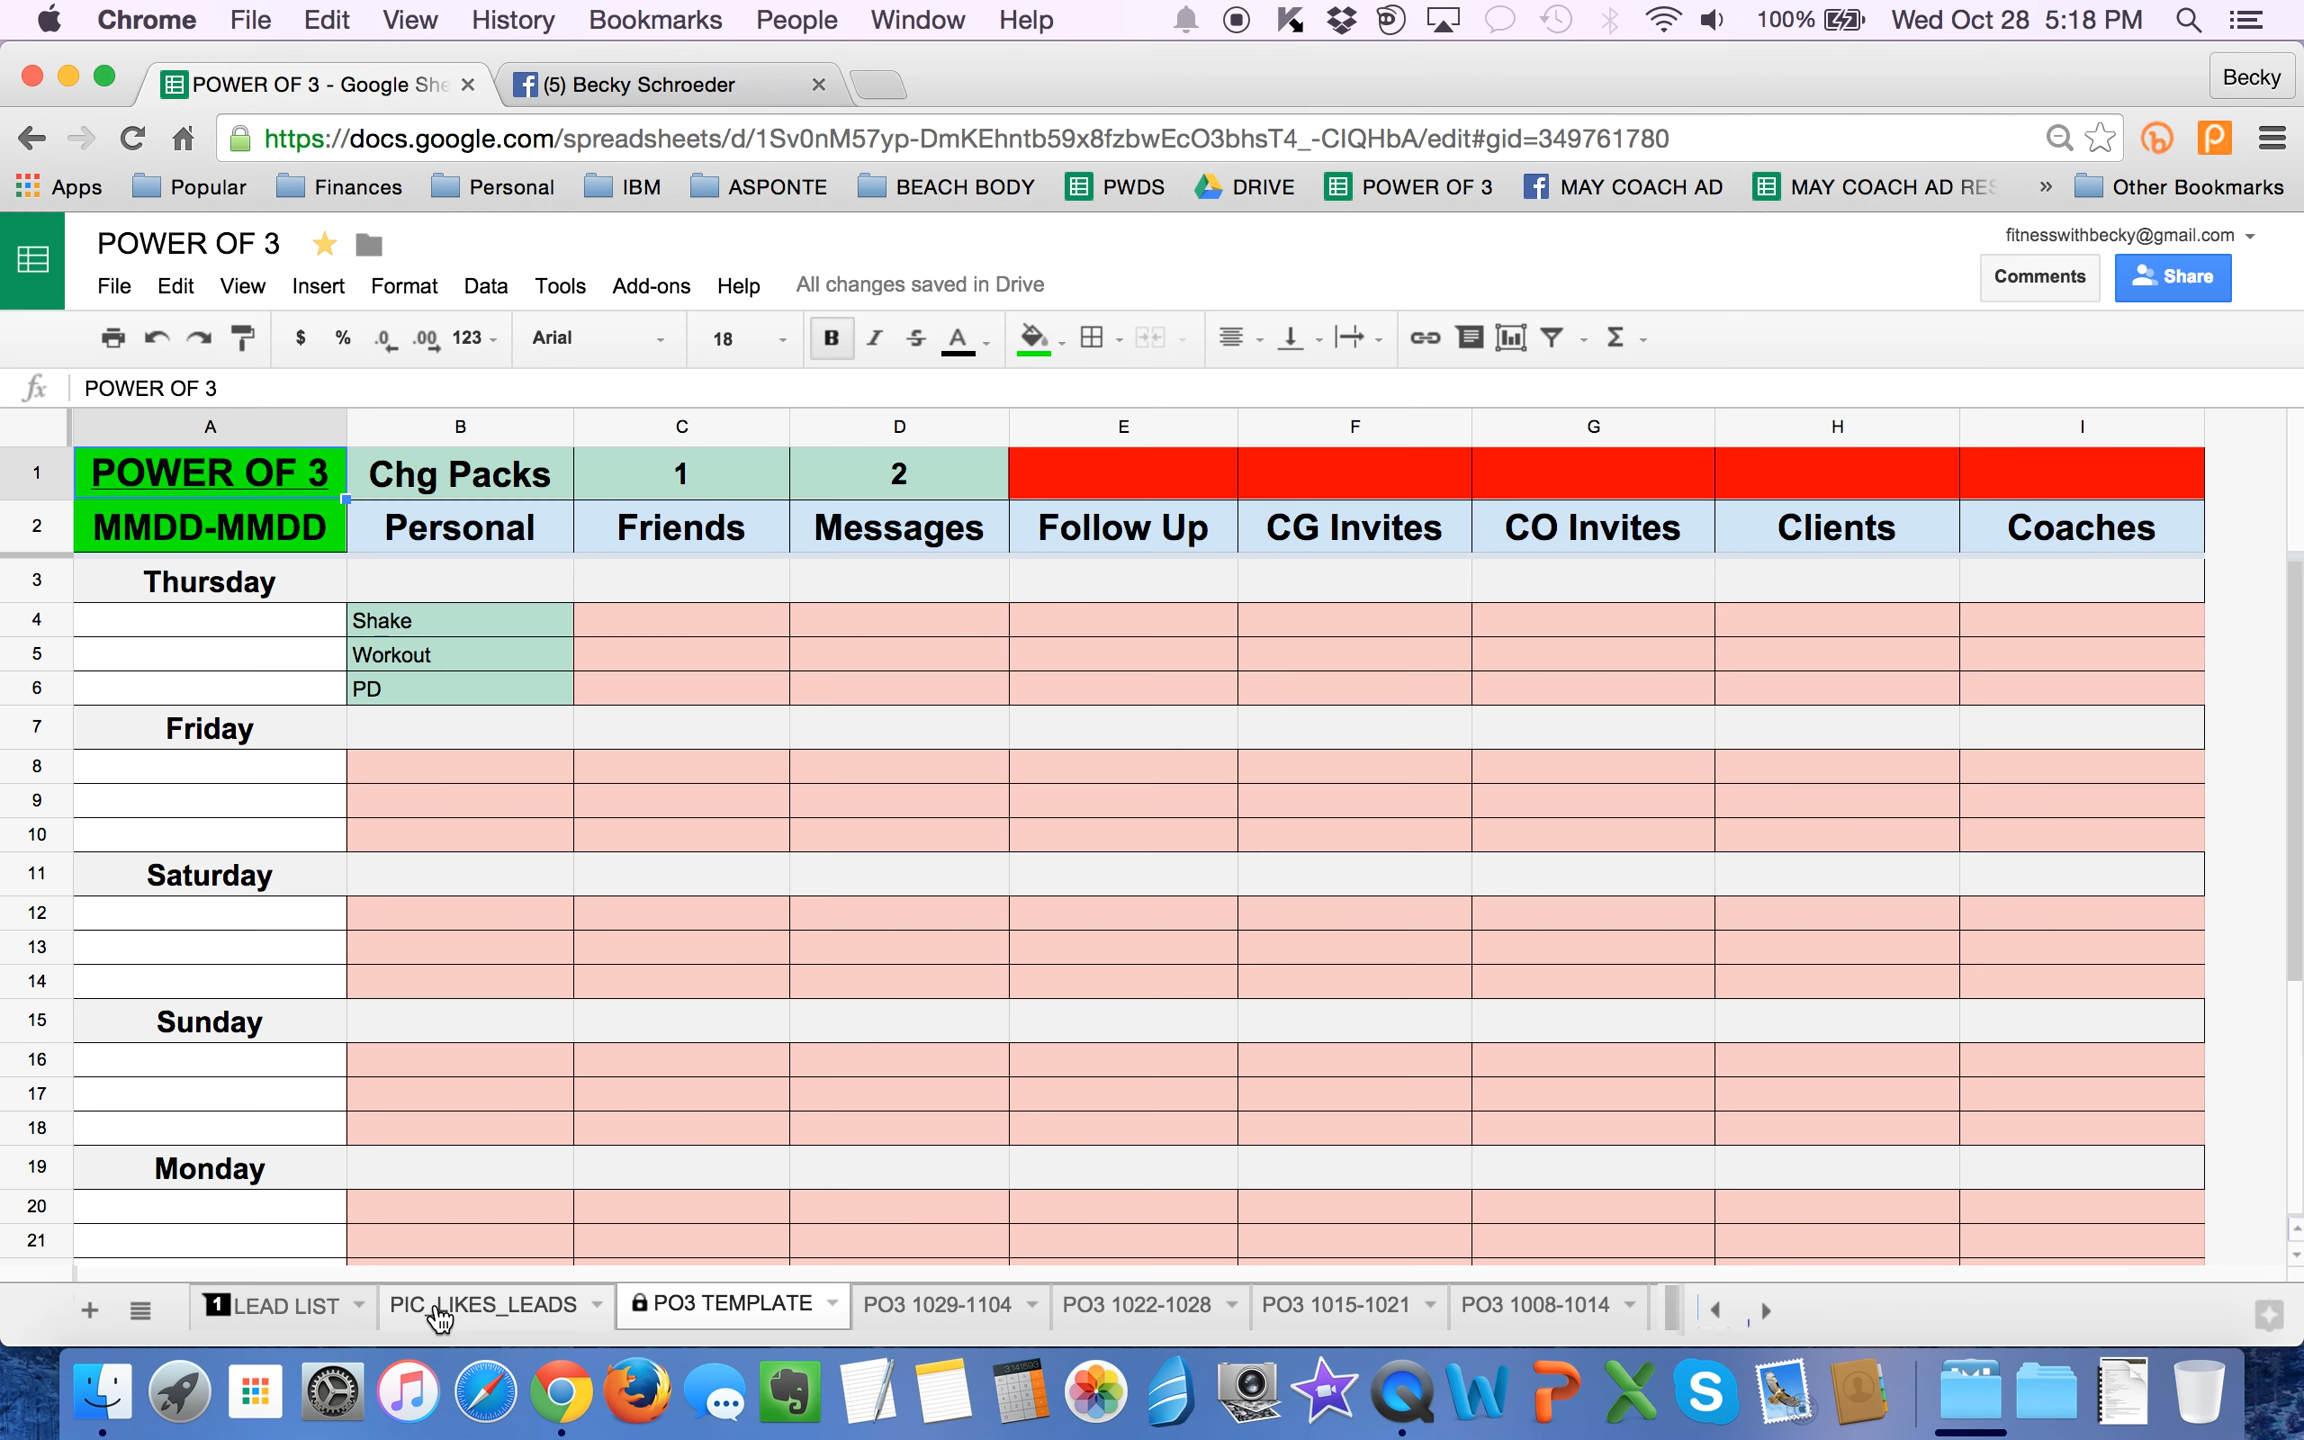 Chrome File Edit View History Bookmarks People Window Help 100% Wed Oct 28 5:18 PM
POWER OF 3 - Google She (5) Becky Schroeder Becky
https://docs.google.com/spreadsheets/d/1Sv0nM57yp-DmKEhntb59x8fzbwEcO3bhsT4_-CIQHbA/edit#gid=349761780
Apps Popular Finances Personal IBM ASPONTE BEACH BODY PWDS DRIVE POWER OF 3 MAY COACH AD MAY COACH AD RES » Other Bookmarks
POWER OF 3 fitnesswithbecky@gmail.com
File Edit View Insert Format Data Tools Add-ons Help All changes saved in Drive Comments Share
$ % .0 .00 123 Arial 18 B I S A Σ
fx POWER OF 3
A B C D E F G H I
1 POWER OF 3 Chg Packs 1 2
2 MMDD-MMDD Personal Friends Messages Follow Up CG Invites CO Invites Clients Coaches
3 Thursday
4 Shake
5 Workout
6 PD
7 Friday
8
9
10
11 Saturday
12
13
14
15 Sunday
16
17
18
19 Monday
20
21
+ 1 LEAD LIST PIC_LIKES_LEADS PO3 TEMPLATE PO3 1029-1104 PO3 1022-1028 PO3 1015-1021 PO3 1008-1014